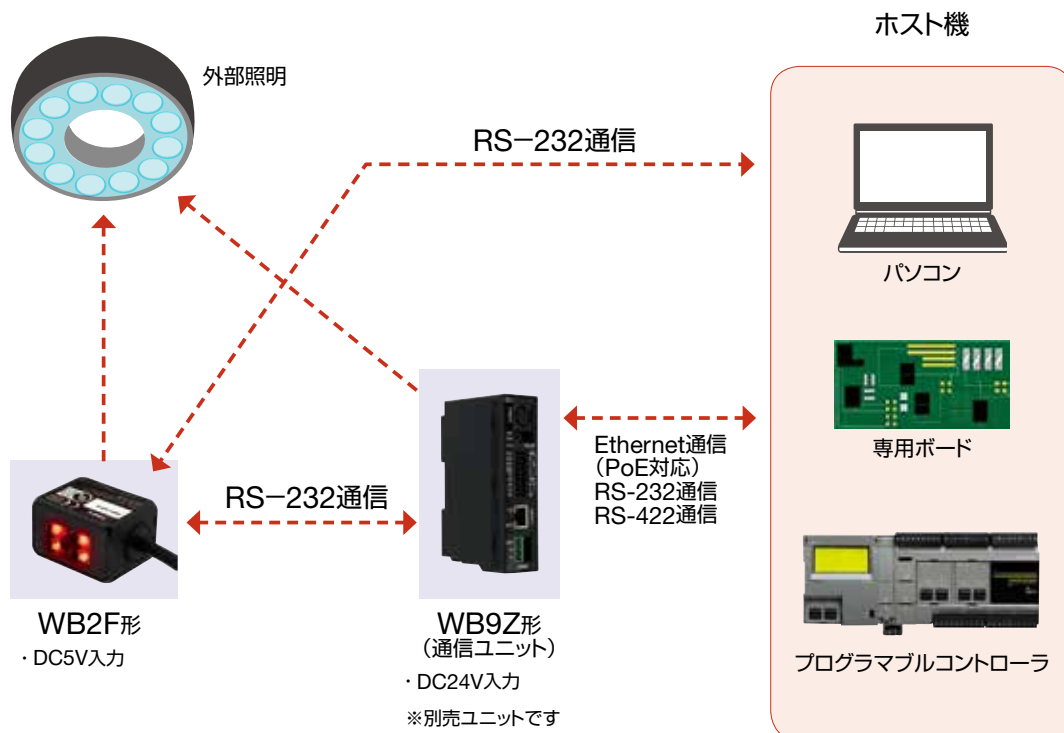 ホスト機
外部照明
RS−232通信
パソコン
専用ボード
Ethernet通信
(PoE対応)
RS-232通信
RS-422通信
RS−232通信
WB2F形
・DC5V入力
WB9Z形
(通信ユニット)
・DC24V入力
※別売ユニットです
プログラマブルコントローラ